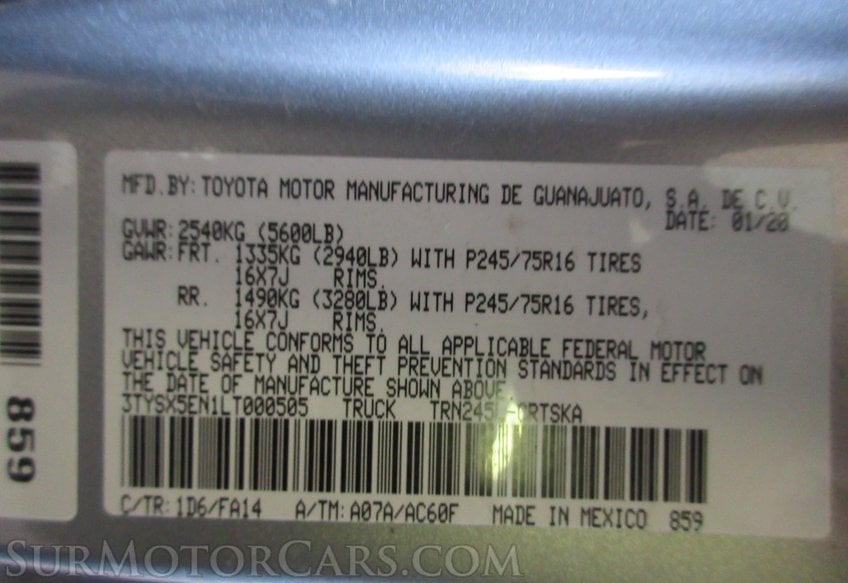 MFD.BY:TOYOTA MOTOR MANUFACTURING DE GUANAJUATO, S.A. DE C.V.
DATE: 01/20
GVWR:2540KG (5600LB)
GAWR:FRT. 1335KG (2940LB) WITH P245/75R16 TIRES
16X7J RIMS,
RR. 1490KG (3280LB) WITH P245/75R16 TIRES,
16X7J RIMS,
THIS VEHICLE CONFORMS TO ALL APPLICABLE FEDERAL MOTOR
VEHICLE SAFETY AND THEFT PREVENTION STANDARDS IN EFFECT ON
THE DATE OF MANUFACTURE SHOWN ABOVE.
3TYSX5EN1LT000505 TRUCK
C/TR:1D6/FA14 A/TM:A07A/AC60F MADE IN MEXICO 859
859
SURMOTORCARS.COM